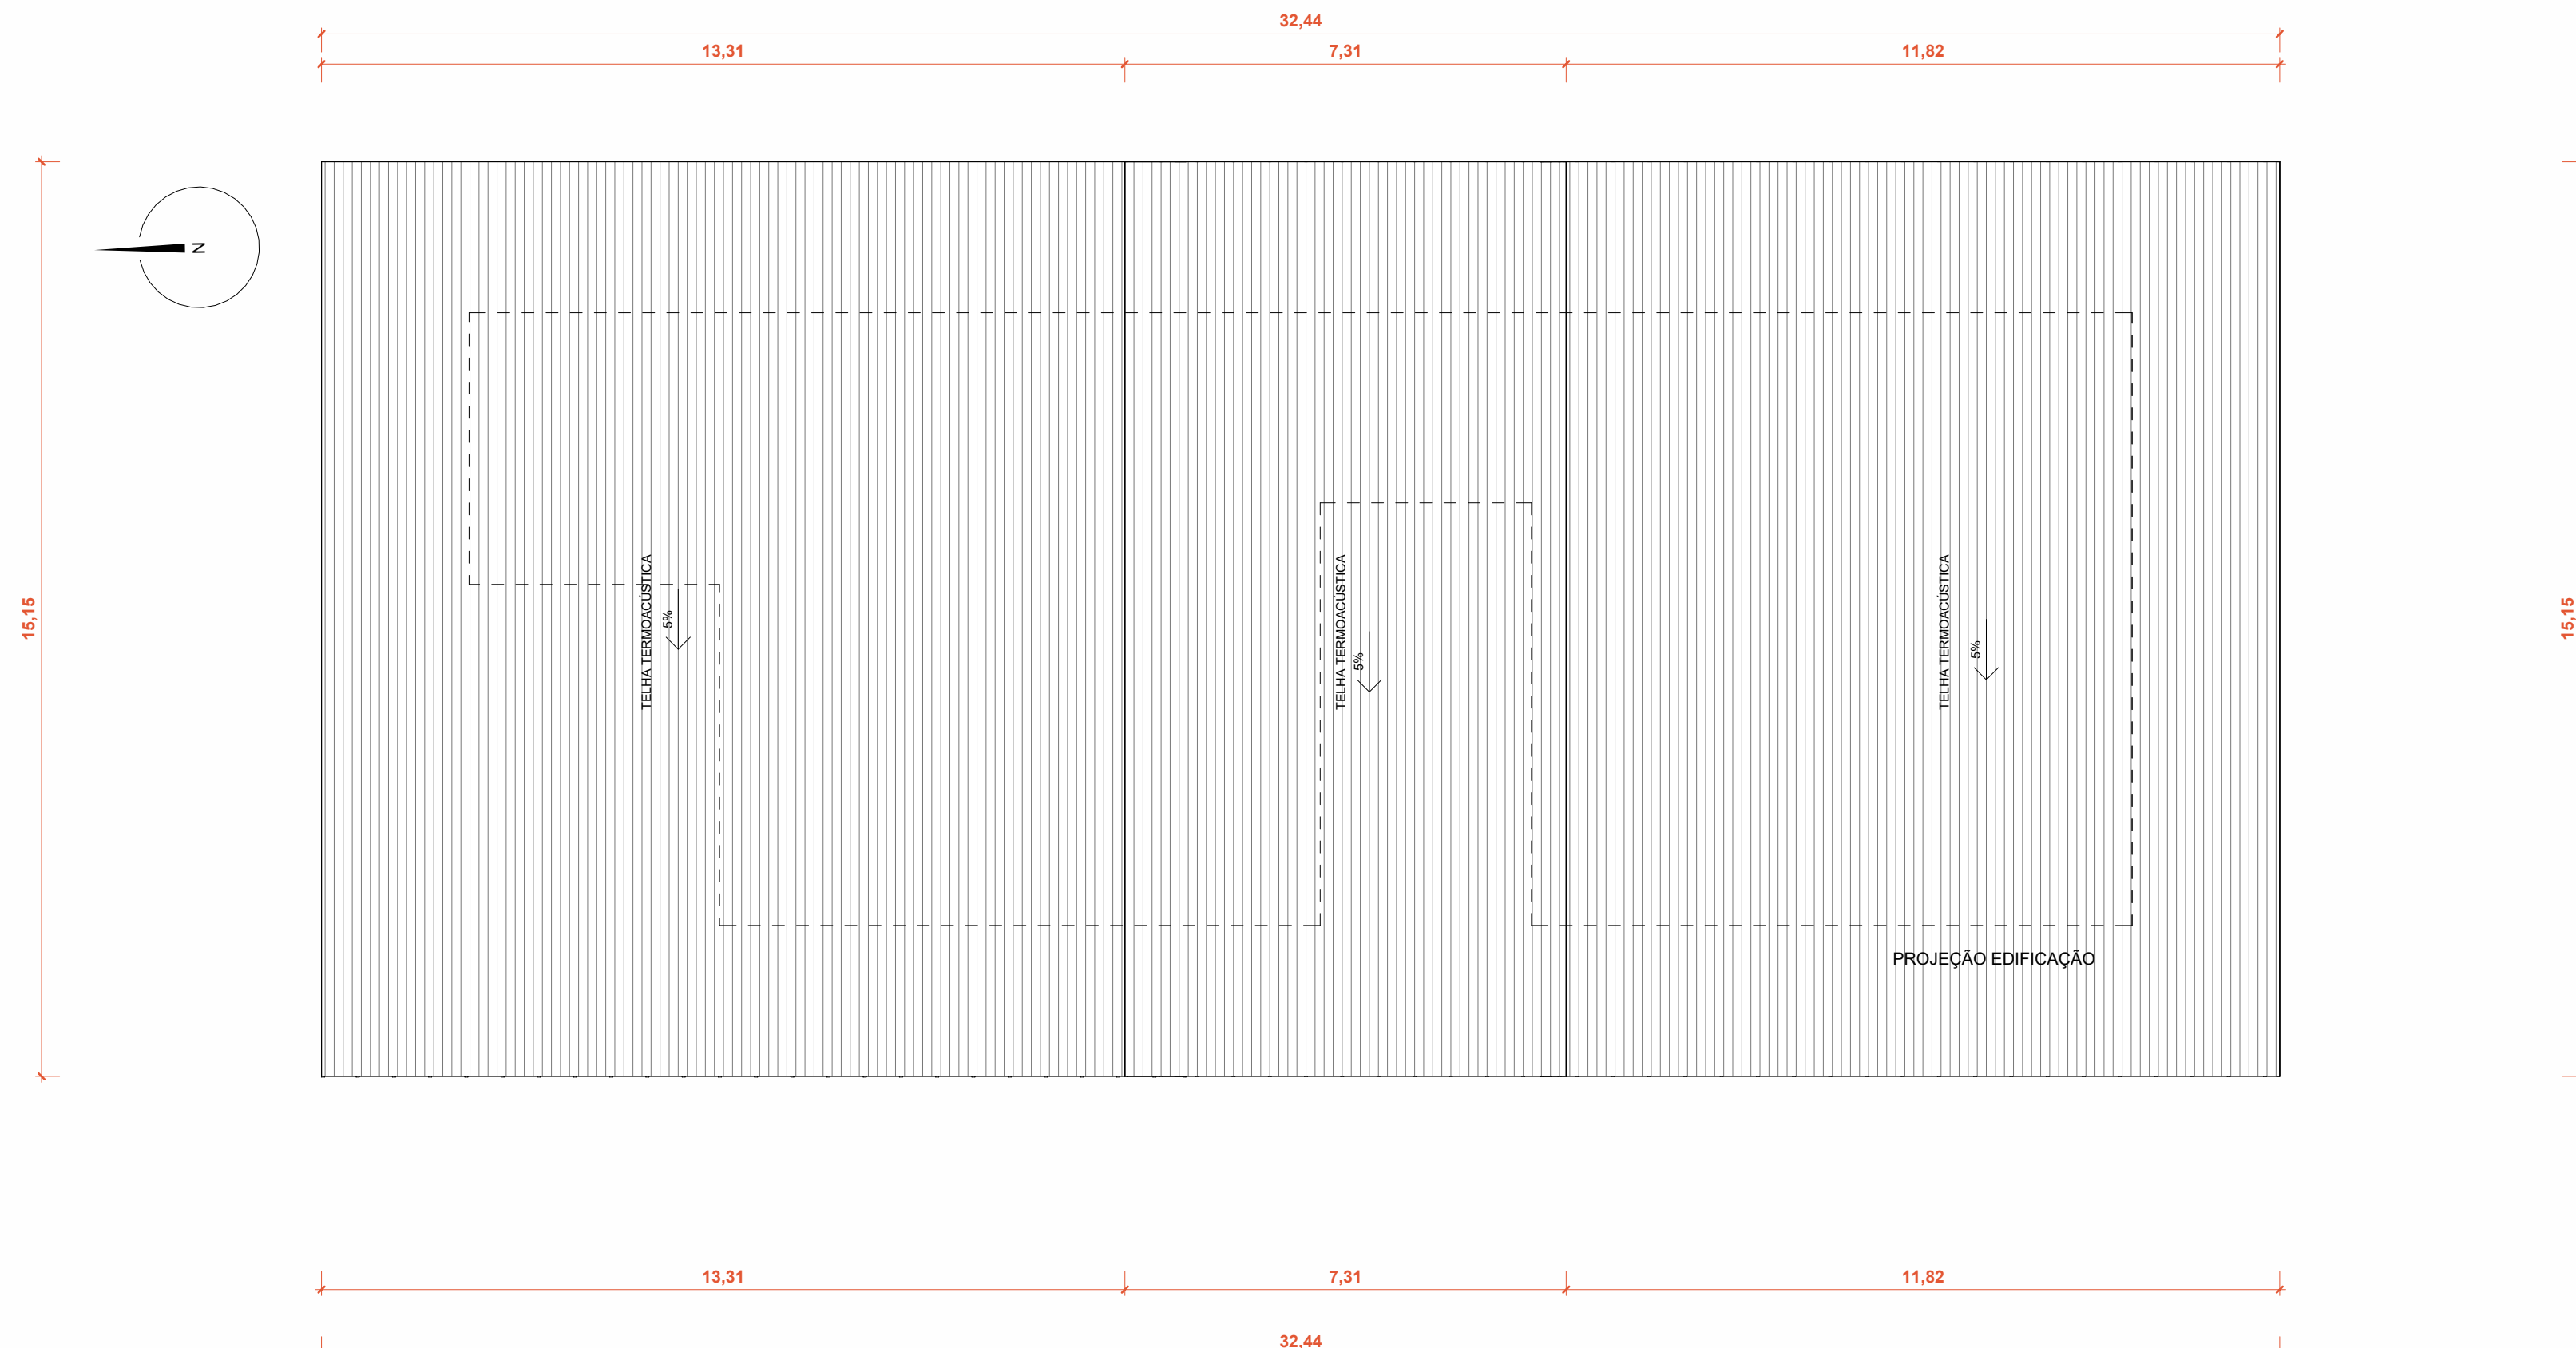 32,44
13,31
7,31
11,82
N
15,15
15,15
TELHA TERMOACÚSTICA
5%
TELHA TERMOACÚSTICA
5%
TELHA TERMOACÚSTICA
5%
PROJEÇÃO EDIFICAÇÃO
13,31
7,31
11,82
32,44